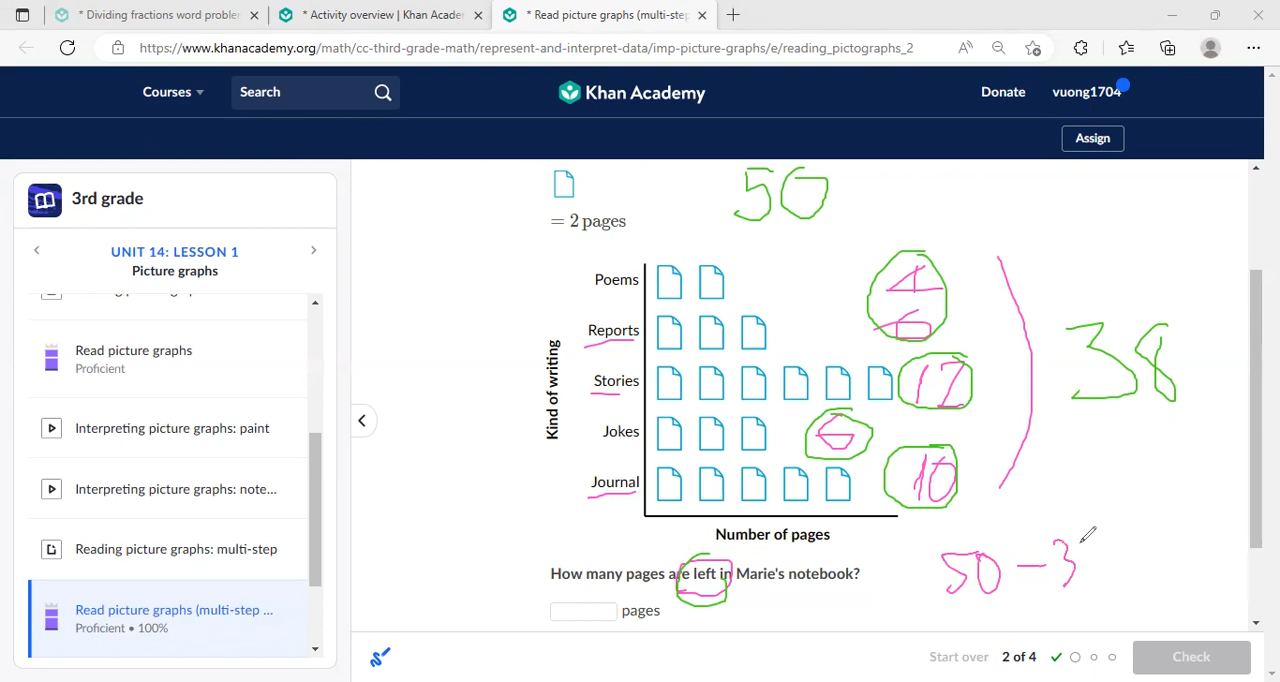 * Dividing fractions word proble
* Activity overview | Khan Acade
* Read picture graphs (multi-step
https://www.khanacademy.org/math/cc-third-grade-math/represent-and-interpret-data/imp-picture-graphs/e/reading_pictographs_2
Courses
Search
Khan Academy
Donate
vuong1704
Assign
3rd grade
UNIT 14: LESSON 1
Picture graphs
Read picture graphs
Proficient
Interpreting picture graphs: paint
Interpreting picture graphs: note...
Reading picture graphs: multi-step
Read picture graphs (multi-step ...
Proficient • 100%
50
= 2 pages
Kind of writing
Poems
4
Reports
6
Stories
12
Jokes
6
Journal
10
38
Number of pages
How many pages are left in Marie's notebook?
50 - 3
pages
Start over
2 of 4
Check